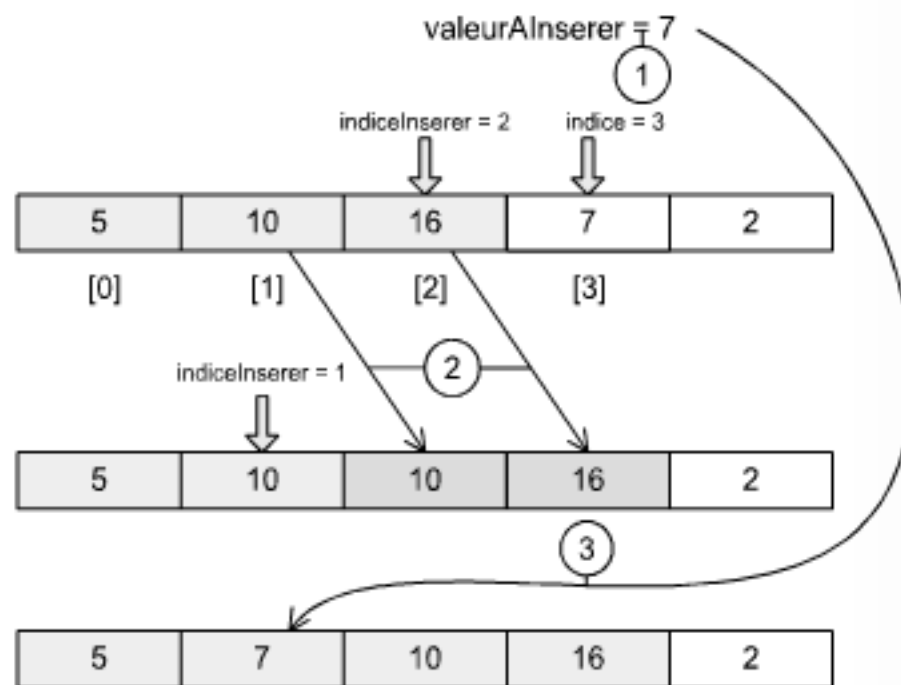 valeurAInserer = 7
1
indiceInserer = 2 indice = 3
5 10 16 7 2
[0] [1] [2] [3]
2
indiceInserer = 1
5 10 10 16 2
3
5 7 10 16 2